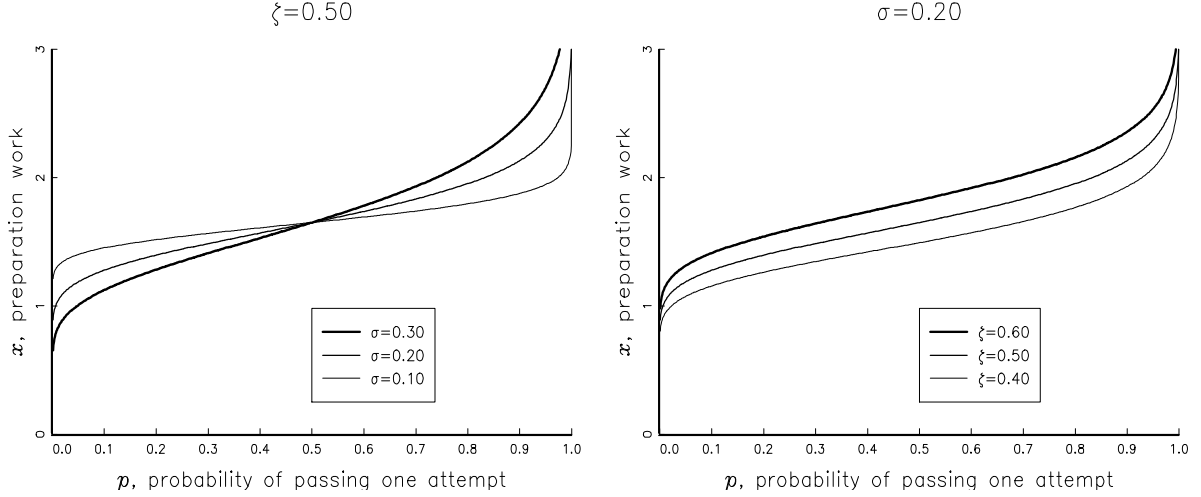 ζ=0.50
3
2
1
0
x, preparation work
σ=0.30
σ=0.20
σ=0.10
0.0 0.1 0.2 0.3 0.4 0.5 0.6 0.7 0.8 0.9 1.0
p, probability of passing one attempt
σ=0.20
3
2
1
0
x, preparation work
ζ=0.60
ζ=0.50
ζ=0.40
0.0 0.1 0.2 0.3 0.4 0.5 0.6 0.7 0.8 0.9 1.0
p, probability of passing one attempt